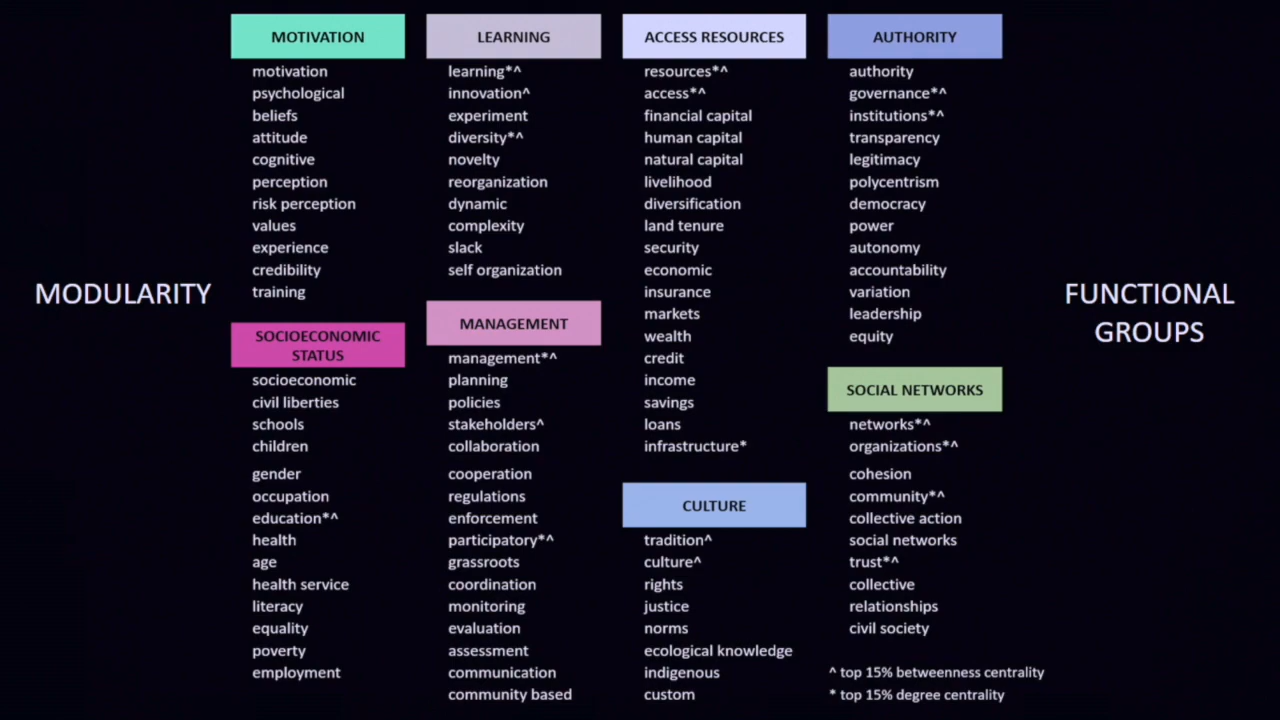 MODULARITY
MOTIVATION
motivation
psychological
beliefs
attitude
cognitive
perception
risk perception
values
experience
credibility
training
SOCIOECONOMIC
STATUS
socioeconomic
civil liberties
schools
children
gender
occupation
education*^
health
age
health service
literacy
equality
poverty
employment
LEARNING
learning*^
innovation^
experiment
diversity*^
novelty
reorganization
dynamic
complexity
slack
self organization
MANAGEMENT
management*^
planning
policies
stakeholders^
collaboration
cooperation
regulations
enforcement
participatory*^
grassroots
coordination
monitoring
evaluation
assessment
communication
community based
ACCESS RESOURCES
resources*^
access*^
financial capital
human capital
natural capital
livelihood
diversification
land tenure
security
economic
insurance
markets
wealth
credit
income
savings
loans
infrastructure*
CULTURE
tradition^
culture^
rights
justice
norms
ecological knowledge
indigenous
custom
AUTHORITY
authority
governance*^
institutions*^
transparency
legitimacy
polycentrism
democracy
power
autonomy
accountability
variation
leadership
equity
SOCIAL NETWORKS
networks*^
organizations*^
cohesion
community*^
collective action
social networks
trust*^
collective
relationships
civil society
^ top 15% betweenness centrality
* top 15% degree centrality
FUNCTIONAL
GROUPS